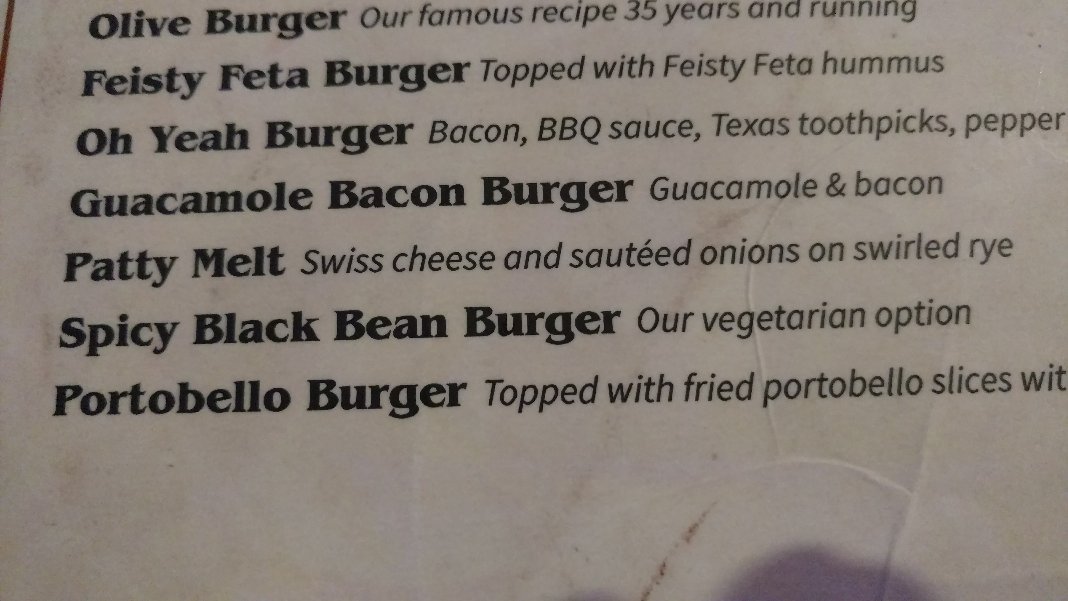 Olive Burger Our famous recipe 35 years and running
Feisty Feta Burger Topped with Feisty Feta hummus
Oh Yeah Burger Bacon, BBQ sauce, Texas toothpicks, pepper
Guacamole Bacon Burger Guacamole & bacon
Patty Melt Swiss cheese and sautéed onions on swirled rye
Spicy Black Bean Burger Our vegetarian option
Portobello Burger Topped with fried portobello slices wit